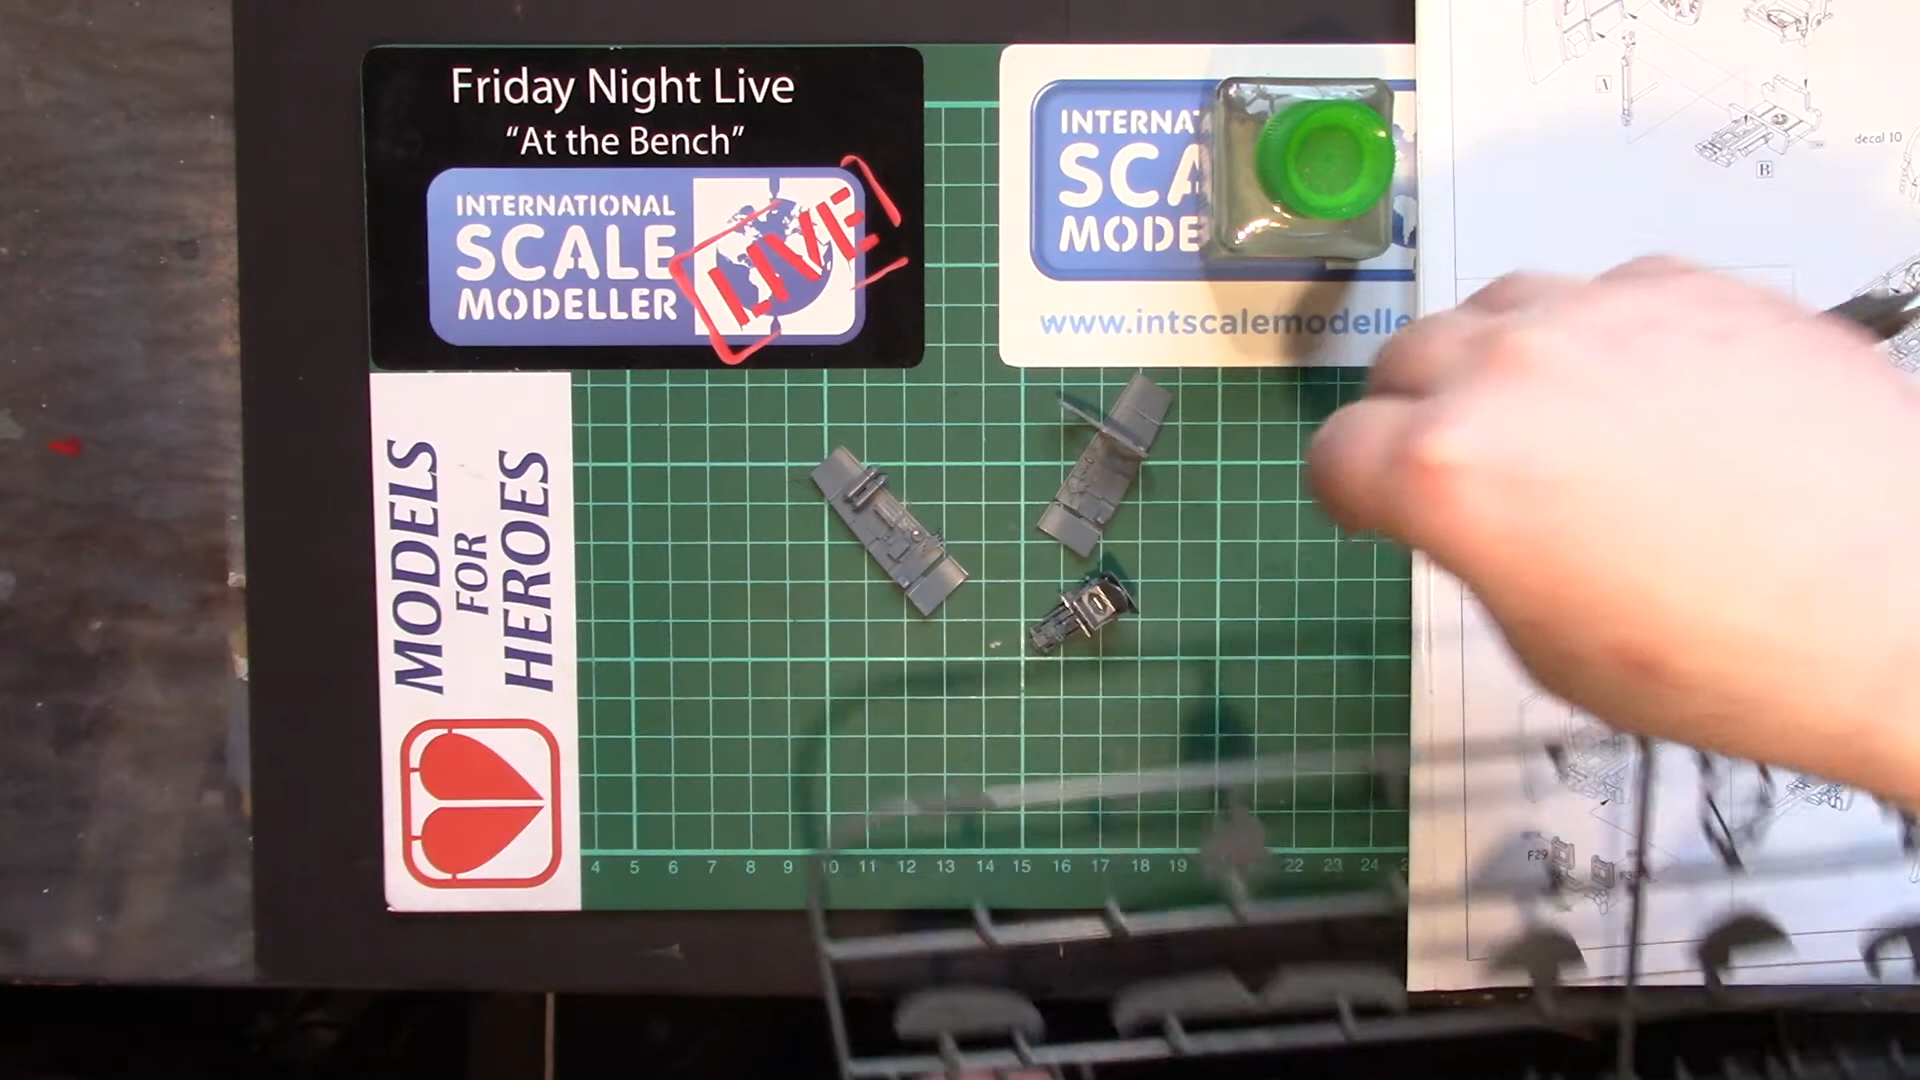 Friday Night Live
“At the Bench”
INTERNATIONAL
SCALE
MODELLER
LIVE
INTERNA
SCA
MODE
www.intscalemodelle
MODELS
FOR
HEROES
A
B
decal 10
F29
4 5 6 7 8 9 10 11 12 13 14 15 16 17 18 19 22 23 24